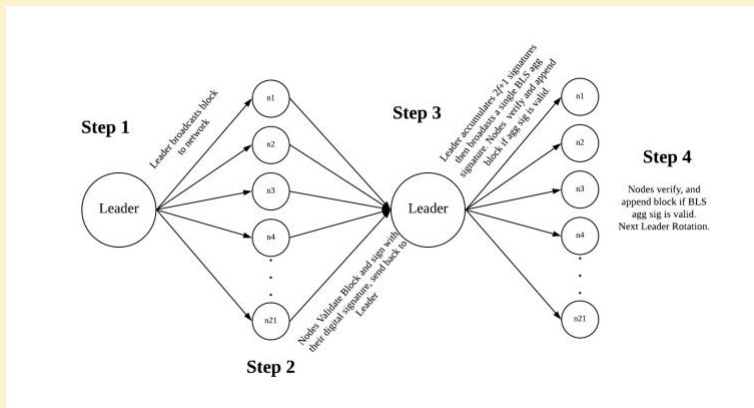 Step 1
Leader broadcasts block
to network
Leader
n1
n2
n3
n4
n21
Step 2
Nodes Validate Block and sign with
their digital signature, send back to
Leader
Step 3
Leader accumulates 2f+1 signatures
then broadasts a single BLS agg
signature. Nodes verify and append
block if agg sig is valid.
Leader
n1
n2
n3
n4
n21
Step 4
Nodes verify, and
append block if BLS
agg sig is valid.
Next Leader Rotation.